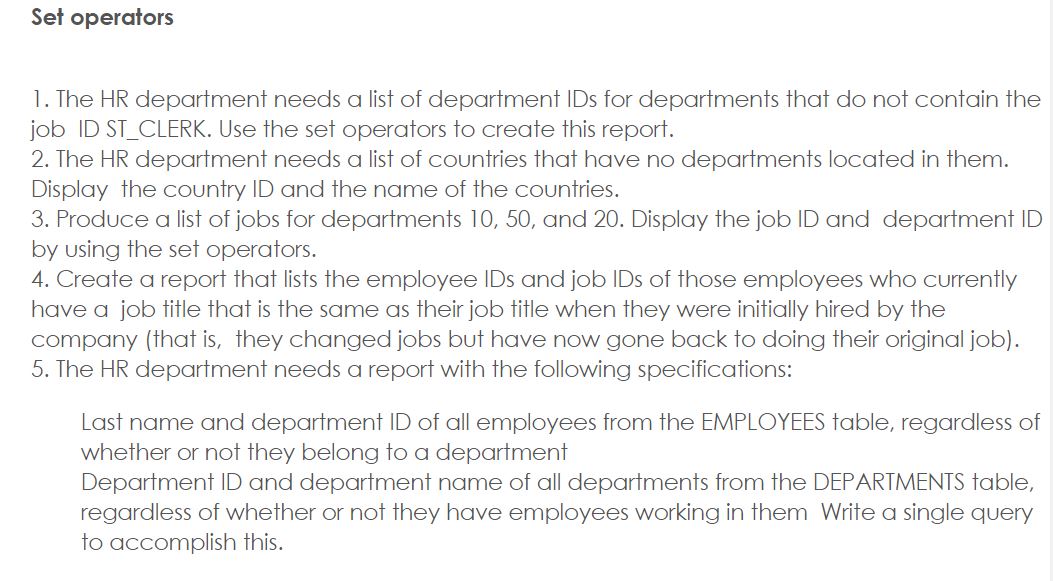 Set operators
1. The HR department needs a list of department IDs for departments that do not contain the
job  ID ST_CLERK. Use the set operators to create this report.
2. The HR department needs a list of countries that have no departments located in them.
Display  the country ID and the name of the countries.
3. Produce a list of jobs for departments 10, 50, and 20. Display the job ID and  department ID
by using the set operators.
4. Create a report that lists the employee IDs and job IDs of those employees who currently
have a  job title that is the same as their job title when they were initially hired by the
company (that is,  they changed jobs but have now gone back to doing their original job).
5. The HR department needs a report with the following specifications:
Last name and department ID of all employees from the EMPLOYEES table, regardless of
whether or not they belong to a department
Department ID and department name of all departments from the DEPARTMENTS table,
regardless of whether or not they have employees working in them  Write a single query
to accomplish this.